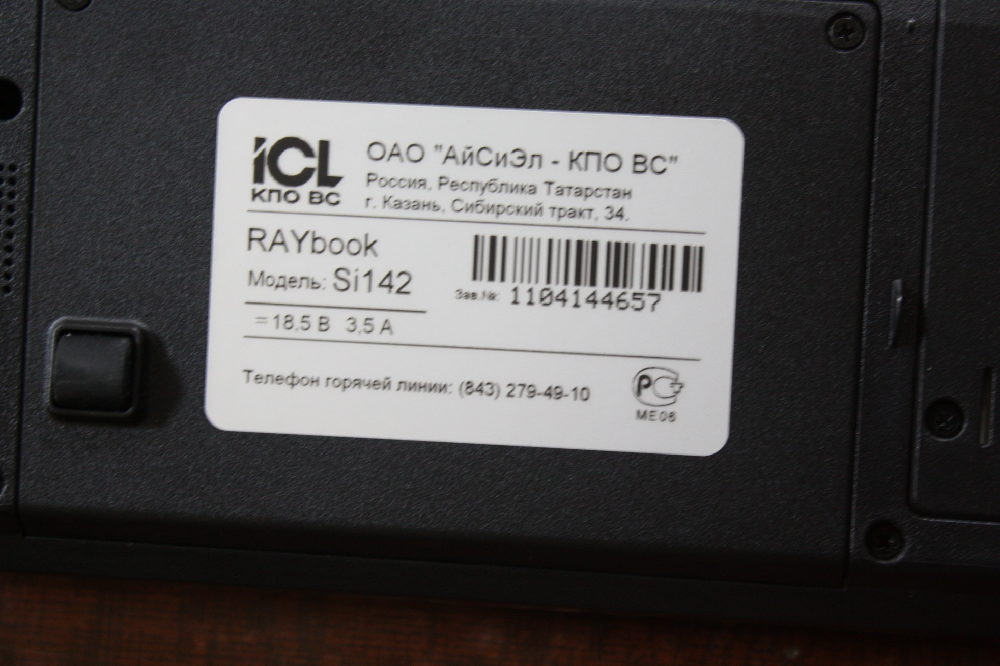 ICL
КПО ВС
ОАО "АйСиЭл - КПО ВС"
Россия, Республика Татарстан
г. Казань, Сибирский тракт, 34.
RAYbook
Модель: Si142
Зав.№: 1104144657
= 18,5 В 3,5 А
Телефон горячей линии: (843) 279-49-10
РС
МЕ06